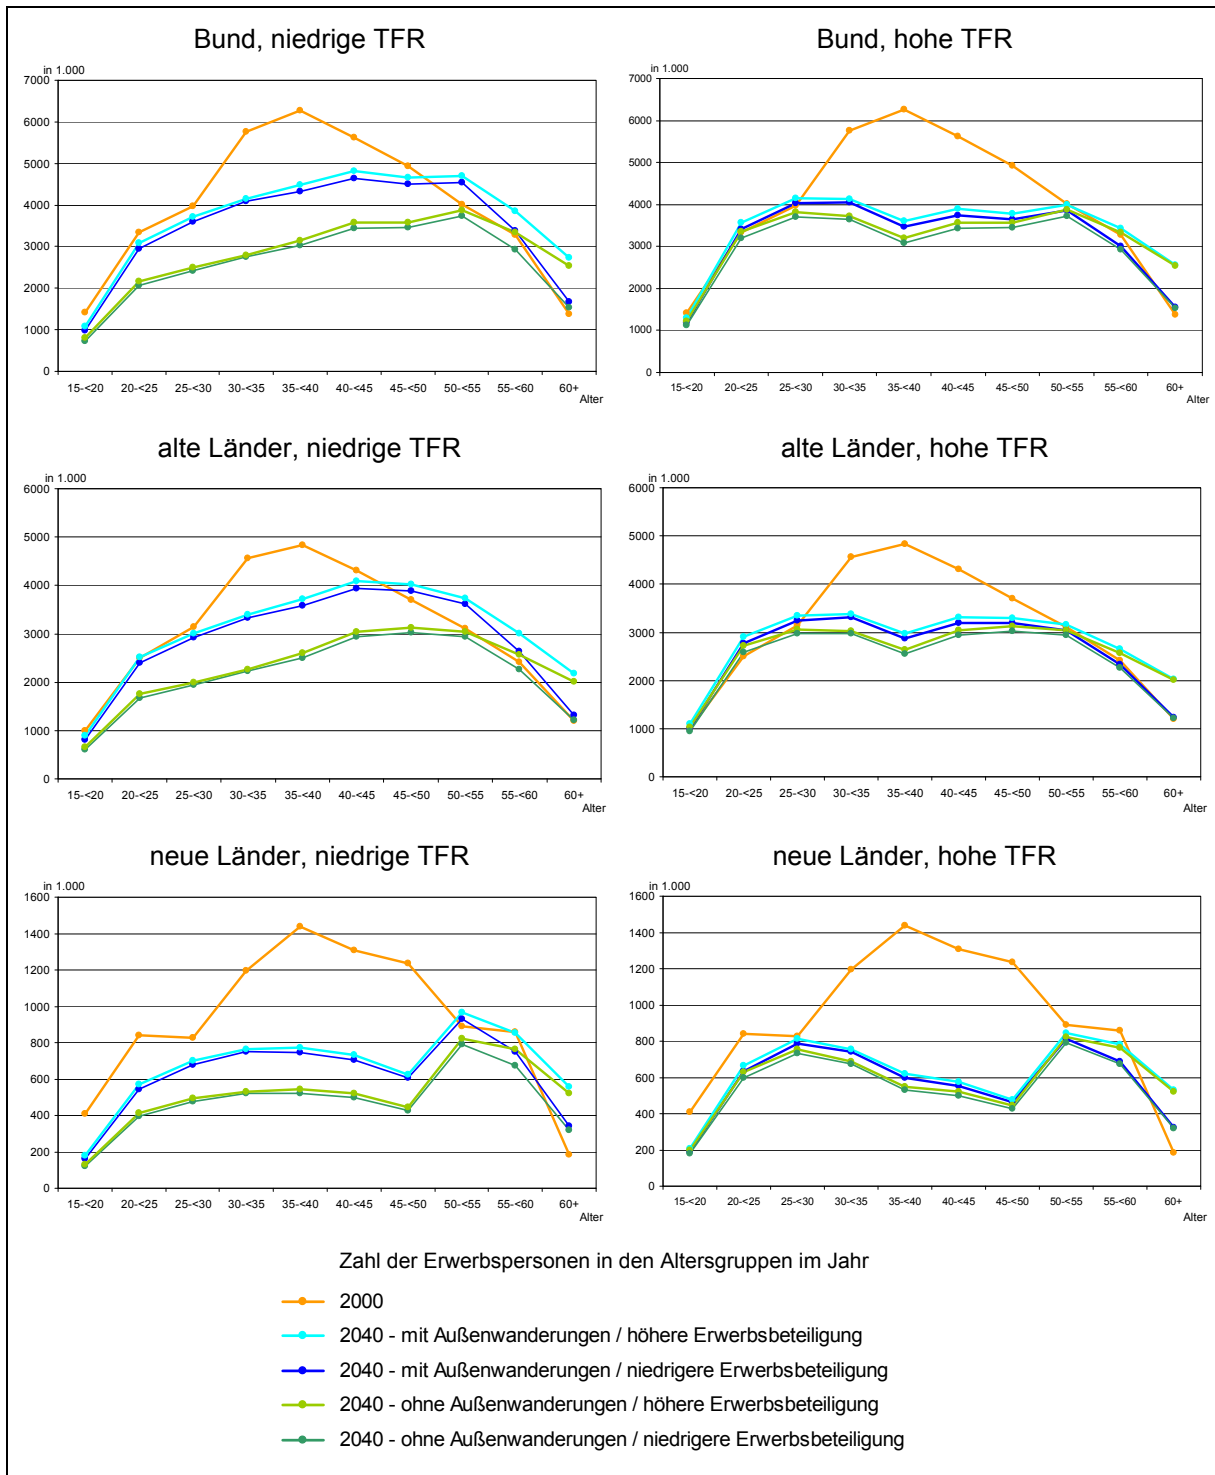 Bund, niedrige TFR
in 1.000
7000
6000
5000
4000
3000
2000
1000
0
15-<20 20-<25 25-<30 30-<35 35-<40 40-<45 45-<50 50-<55 55-<60 60+
Alter
Bund, hohe TFR
in 1.000
7000
6000
5000
4000
3000
2000
1000
0
15-<20 20-<25 25-<30 30-<35 35-<40 40-<45 45-<50 50-<55 55-<60 60+
Alter
alte Länder, niedrige TFR
in 1.000
6000
5000
4000
3000
2000
1000
0
15-<20 20-<25 25-<30 30-<35 35-<40 40-<45 45-<50 50-<55 55-<60 60+
Alter
alte Länder, hohe TFR
in 1.000
6000
5000
4000
3000
2000
1000
0
15-<20 20-<25 25-<30 30-<35 35-<40 40-<45 45-<50 50-<55 55-<60 60+
Alter
neue Länder, niedrige TFR
in 1.000
1600
1400
1200
1000
800
600
400
200
0
15-<20 20-<25 25-<30 30-<35 35-<40 40-<45 45-<50 50-<55 55-<60 60+
Alter
neue Länder, hohe TFR
in 1.000
1600
1400
1200
1000
800
600
400
200
0
15-<20 20-<25 25-<30 30-<35 35-<40 40-<45 45-<50 50-<55 55-<60 60+
Alter
Zahl der Erwerbspersonen in den Altersgruppen im Jahr
2000
2040 - mit Außenwanderungen / höhere Erwerbsbeteiligung
2040 - mit Außenwanderungen / niedrigere Erwerbsbeteiligung
2040 - ohne Außenwanderungen / höhere Erwerbsbeteiligung
2040 - ohne Außenwanderungen / niedrigere Erwerbsbeteiligung